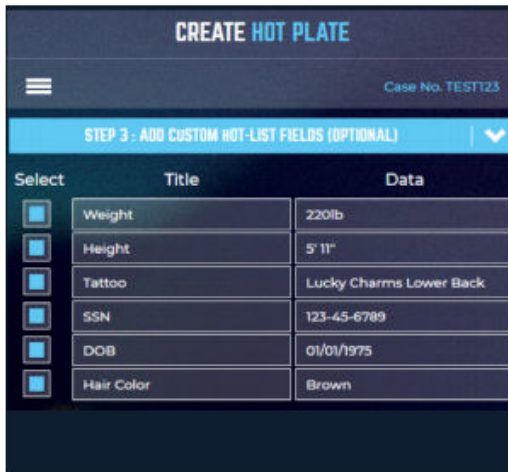 CREATE HOT PLATE
Case No. TEST123
STEP 3 : ADD CUSTOM HOT-LIST FIELDS (OPTIONAL)
Select Title Data
Weight 220lb
Height 5' 11"
Tattoo Lucky Charms Lower Back
SSN 123-45-6789
DOB 01/01/1975
Hair Color Brown